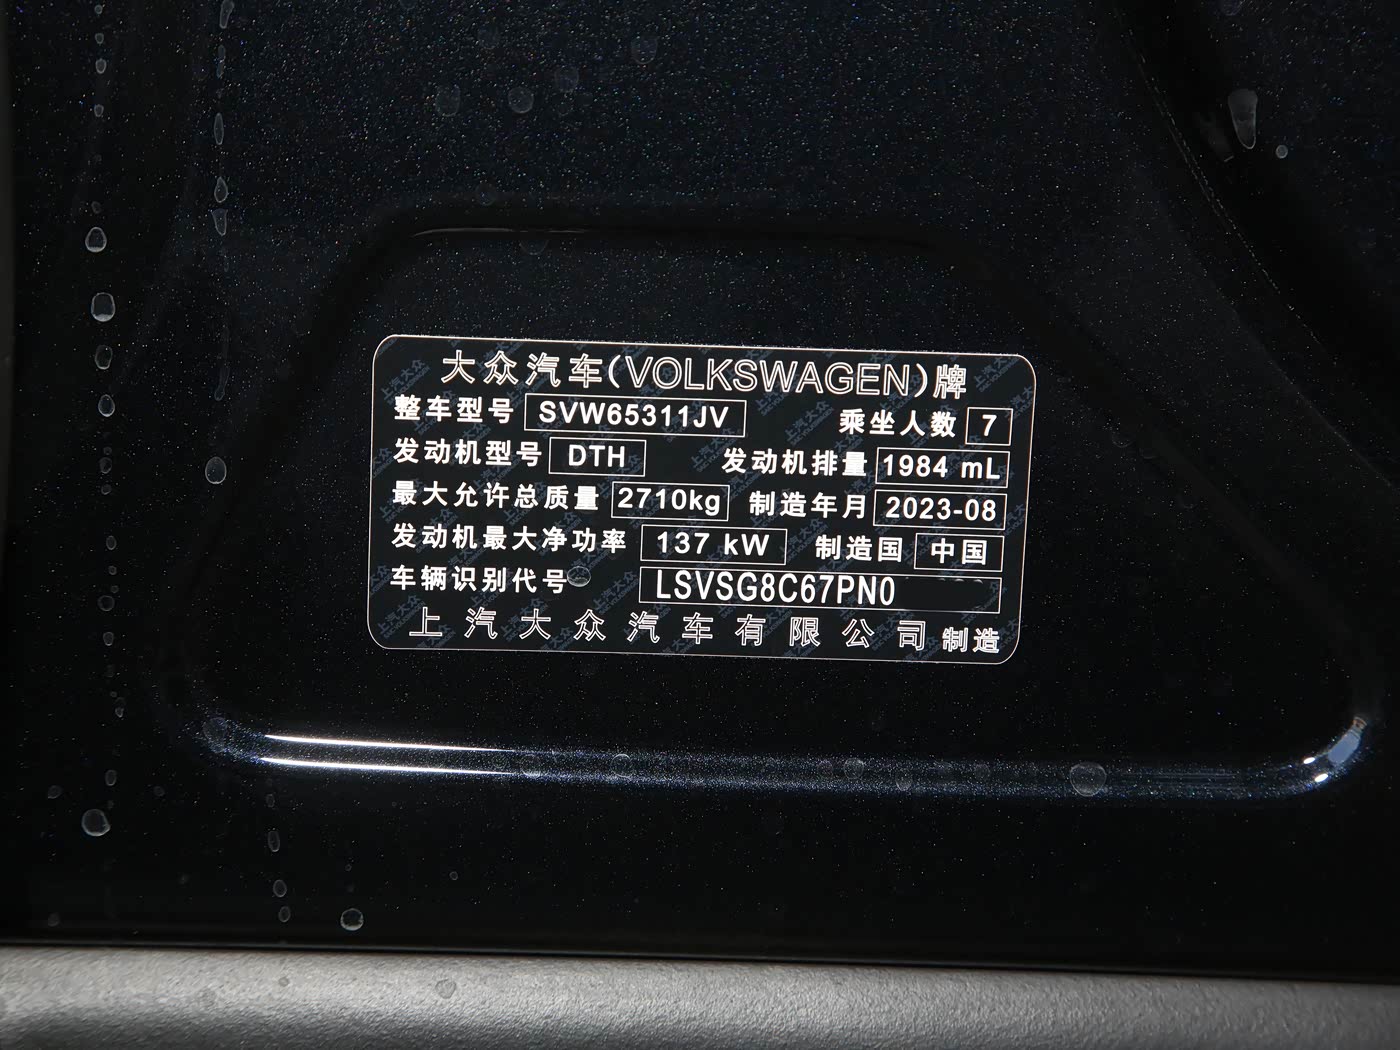 大众汽车(VOLKSWAGEN)牌
整车型号 SVW65311JV 乘坐人数 7
发动机型号 DTH 发动机排量 1984 mL
最大允许总质量 2710kg 制造年月 2023-08
发动机最大净功率 137 kW 制造国 中国
车辆识别代号 LSVSG8C67PN0
上汽大众汽车有限公司 制造